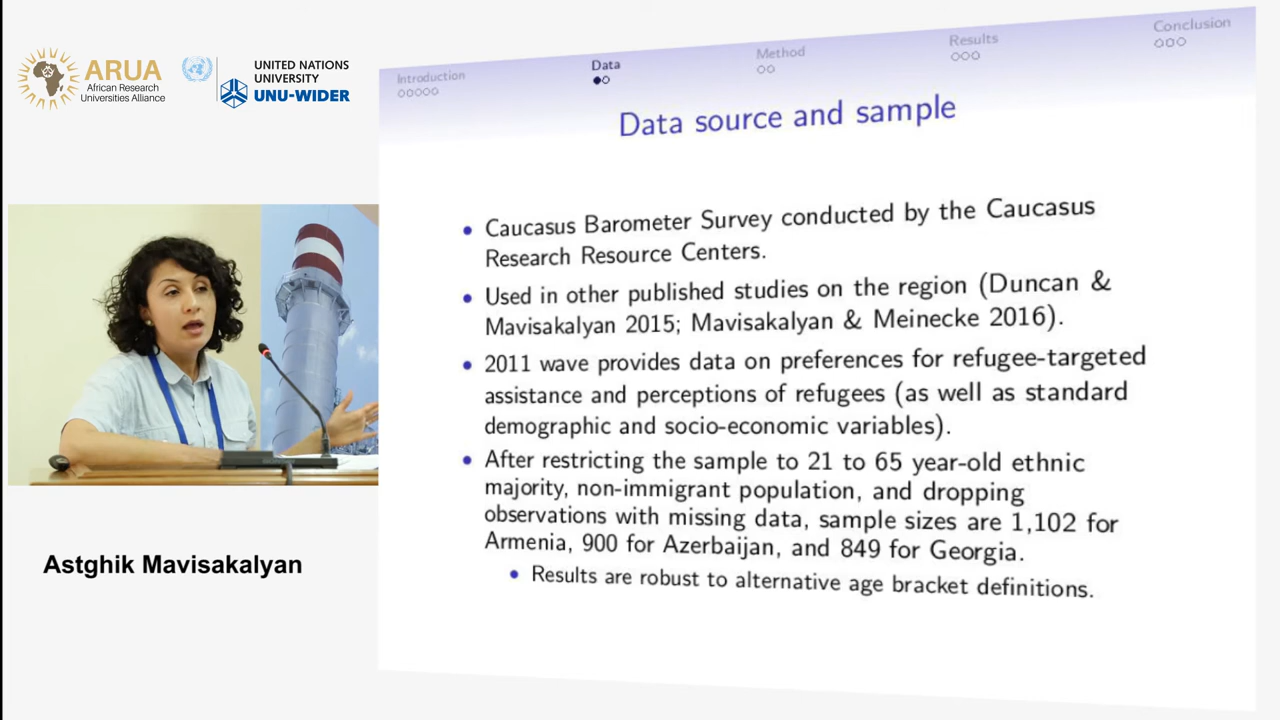 ARUA
African Research
Universities Alliance
UNITED NATIONS
UNIVERSITY
UNU-WIDER
Introduction
Data
Method
Results
Conclusion
Data source and sample
• Caucasus Barometer Survey conducted by the Caucasus
Research Resource Centers.
• Used in other published studies on the region (Duncan &
Mavisakalyan 2015; Mavisakalyan & Meinecke 2016).
• 2011 wave provides data on preferences for refugee-targeted
assistance and perceptions of refugees (as well as standard
demographic and socio-economic variables).
• After restricting the sample to 21 to 65 year-old ethnic
majority, non-immigrant population, and dropping
observations with missing data, sample sizes are 1,102 for
Armenia, 900 for Azerbaijan, and 849 for Georgia.
• Results are robust to alternative age bracket definitions.
Astghik Mavisakalyan